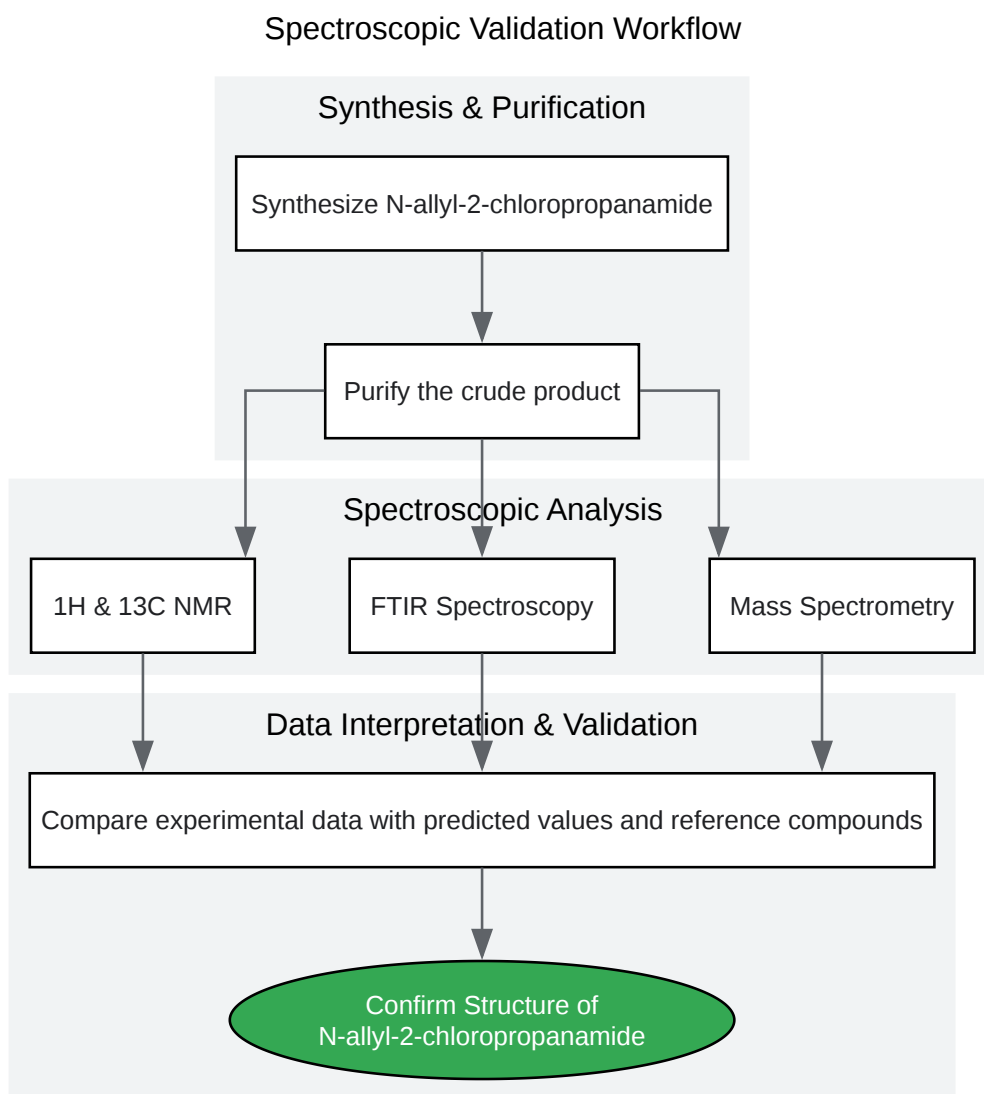 Spectroscopic Validation Workflow
Synthesis & Purification
Synthesize N-allyl-2-chloropropanamide
Purify the crude product
Spectroscopic Analysis
1H & 13C NMR
FTIR Spectroscopy
Mass Spectrometry
Data Interpretation & Validation
Compare experimental data with predicted values and reference compounds
Confirm Structure of
N-allyl-2-chloropropanamide